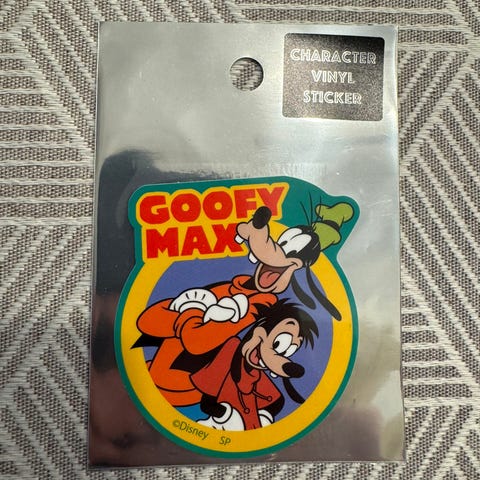 CHARACTER
VINYL
STICKER
GOOFY
MAX
©Disney SP